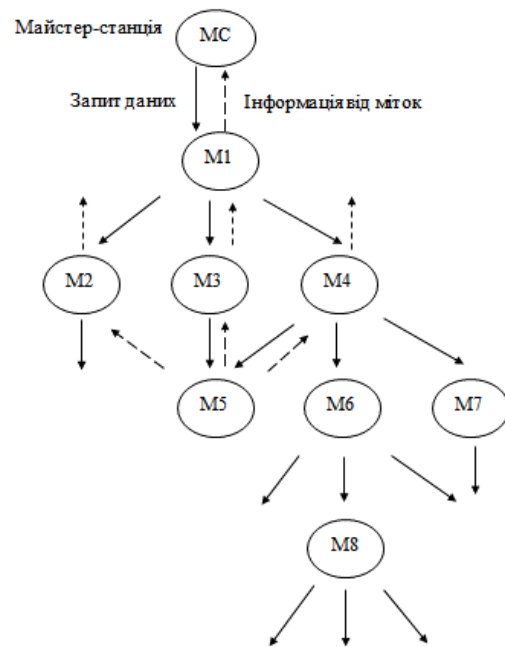 Майстер-станція
МС
Запит даних
Інформація від міток
М1
М2
М3
М4
М5
М6
М7
М8